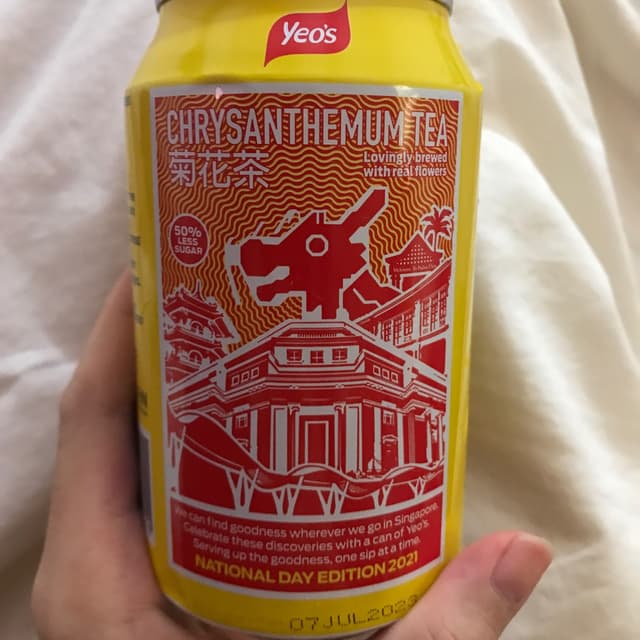 Yeo's
CHRYSANTHEMUM TEA
菊花茶
Lovingly brewed
with real flowers
50%
LESS
SUGAR
We can find goodness wherever we go in Singapore.
Celebrate these discoveries with a can of Yeo's.
Serving up the goodness, one sip at a time.
NATIONAL DAY EDITION 2021